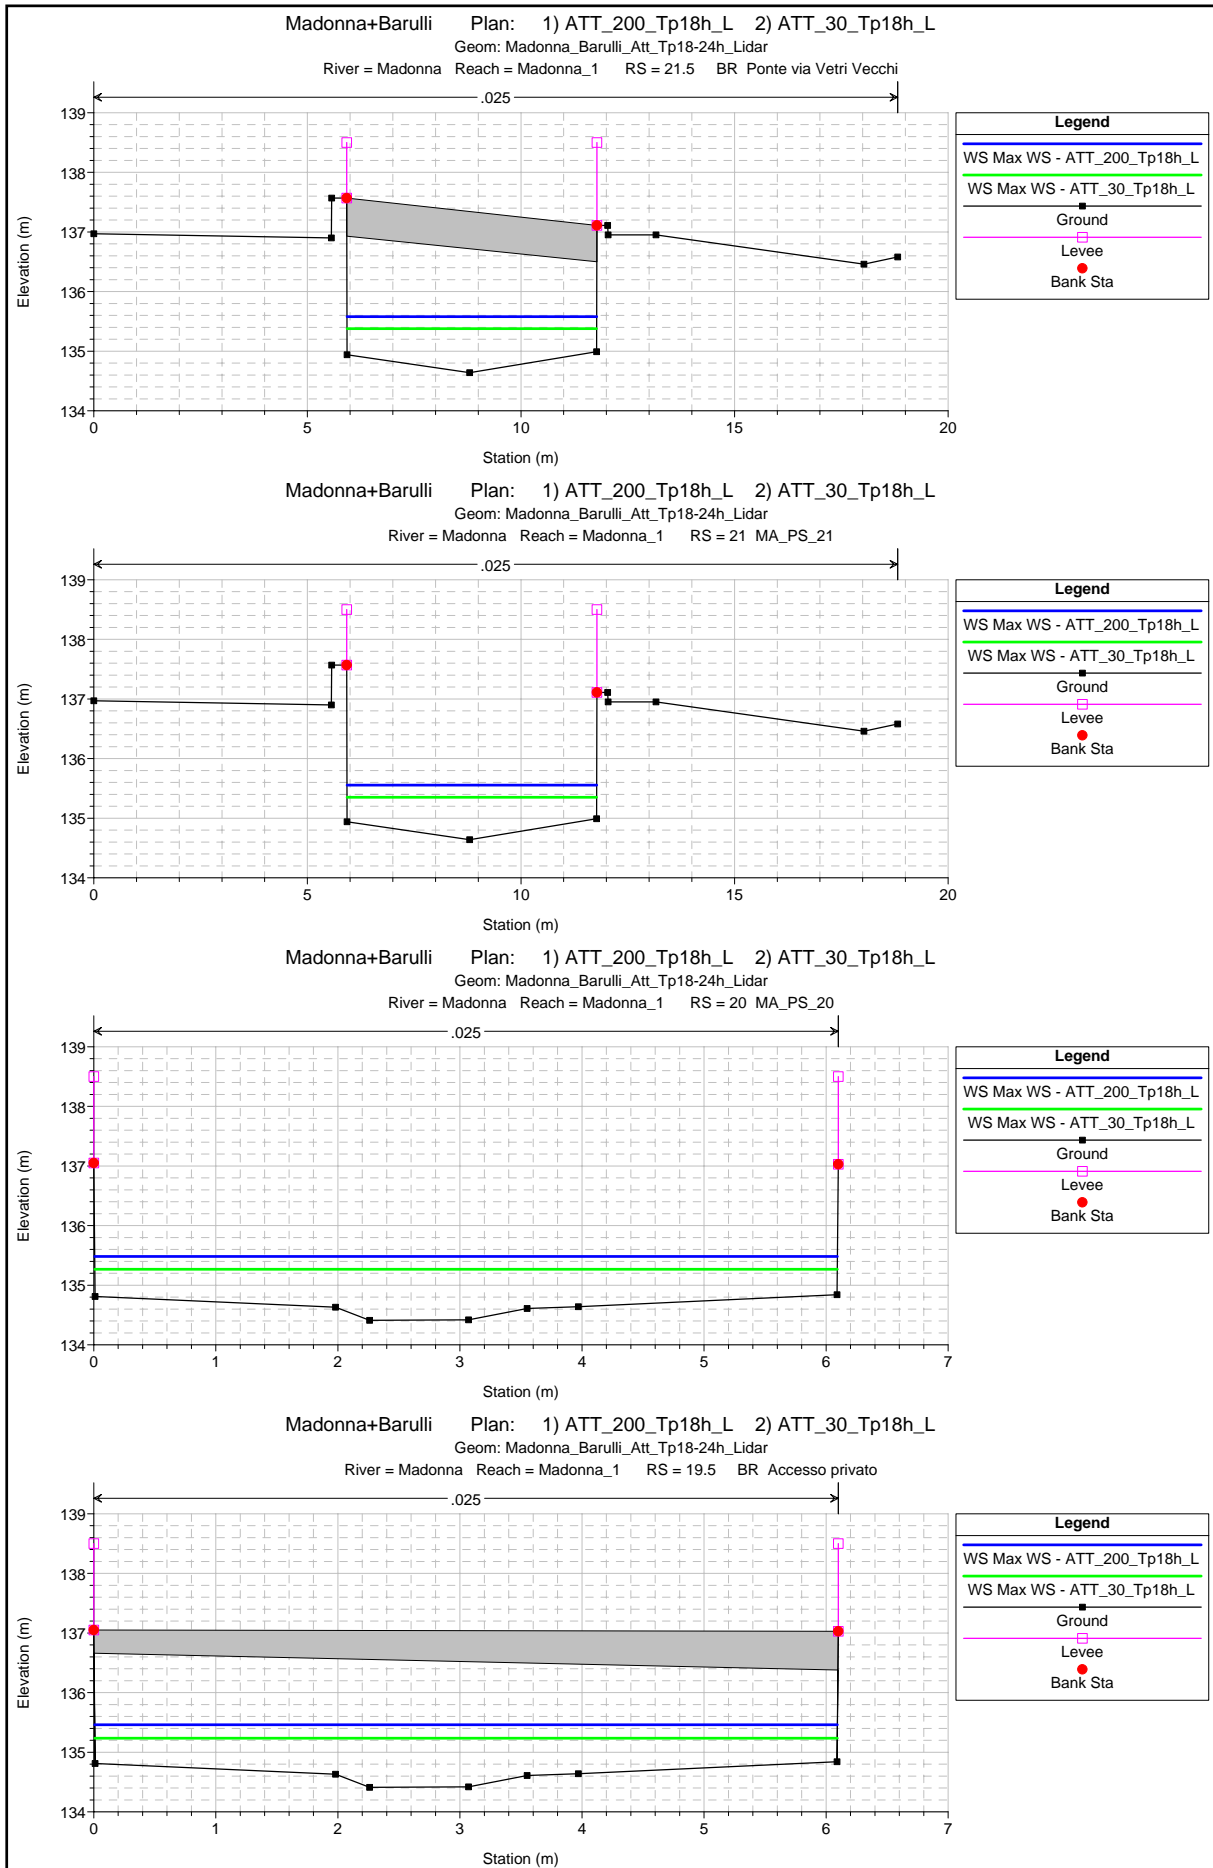 Madonna+Barulli Plan: 1) ATT_200_Tp18h_L 2) ATT_30_Tp18h_L
Geom: Madonna_Barulli_Att_Tp18-24h_Lidar
River = Madonna Reach = Madonna_1 RS = 21.5 BR Ponte via Vetri Vecchi
.025
139
138
137
136
135
134
Elevation (m)
0 5 10 15 20
Station (m)
Legend
WS Max WS - ATT_200_Tp18h_L
WS Max WS - ATT_30_Tp18h_L
Ground
Levee
Bank Sta
Madonna+Barulli Plan: 1) ATT_200_Tp18h_L 2) ATT_30_Tp18h_L
Geom: Madonna_Barulli_Att_Tp18-24h_Lidar
River = Madonna Reach = Madonna_1 RS = 21 MA_PS_21
.025
139
138
137
136
135
134
Elevation (m)
0 5 10 15 20
Station (m)
Legend
WS Max WS - ATT_200_Tp18h_L
WS Max WS - ATT_30_Tp18h_L
Ground
Levee
Bank Sta
Madonna+Barulli Plan: 1) ATT_200_Tp18h_L 2) ATT_30_Tp18h_L
Geom: Madonna_Barulli_Att_Tp18-24h_Lidar
River = Madonna Reach = Madonna_1 RS = 20 MA_PS_20
.025
139
138
137
136
135
134
Elevation (m)
0 1 2 3 4 5 6 7
Station (m)
Legend
WS Max WS - ATT_200_Tp18h_L
WS Max WS - ATT_30_Tp18h_L
Ground
Levee
Bank Sta
Madonna+Barulli Plan: 1) ATT_200_Tp18h_L 2) ATT_30_Tp18h_L
Geom: Madonna_Barulli_Att_Tp18-24h_Lidar
River = Madonna Reach = Madonna_1 RS = 19.5 BR Accesso privato
.025
139
138
137
136
135
134
Elevation (m)
0 1 2 3 4 5 6 7
Station (m)
Legend
WS Max WS - ATT_200_Tp18h_L
WS Max WS - ATT_30_Tp18h_L
Ground
Levee
Bank Sta